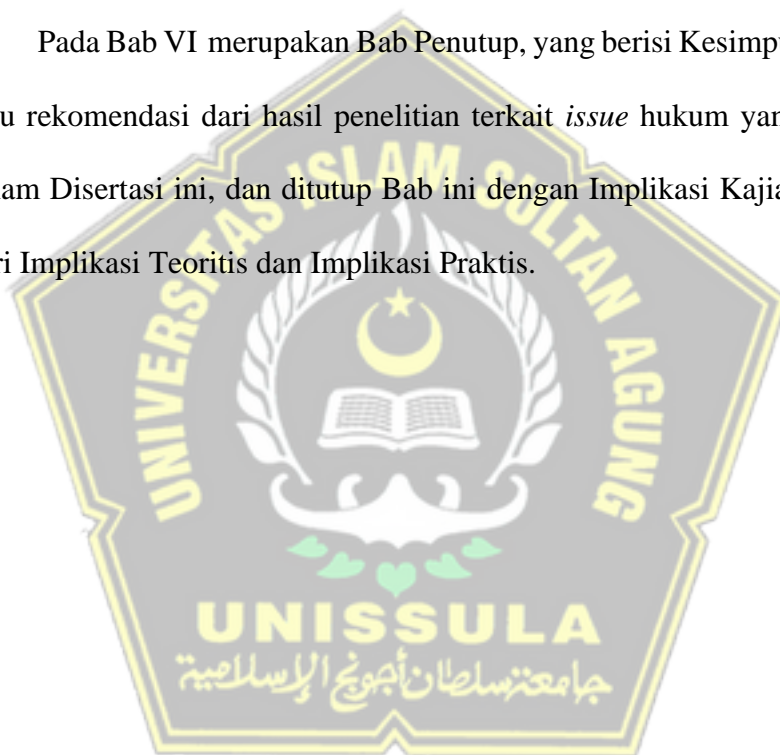 Pada Bab VI merupakan Bab Penutup, yang berisi Kesimp
u rekomendasi dari hasil penelitian terkait issue hukum yan
am Disertasi ini, dan ditutup Bab ini dengan Implikasi Kajia
ri Implikasi Teoritis dan Implikasi Praktis.
UNIVERSITAS ISLAM SULTAN AGUNG
UNISSULA
جامعة سلطان أجونج الإسلامية